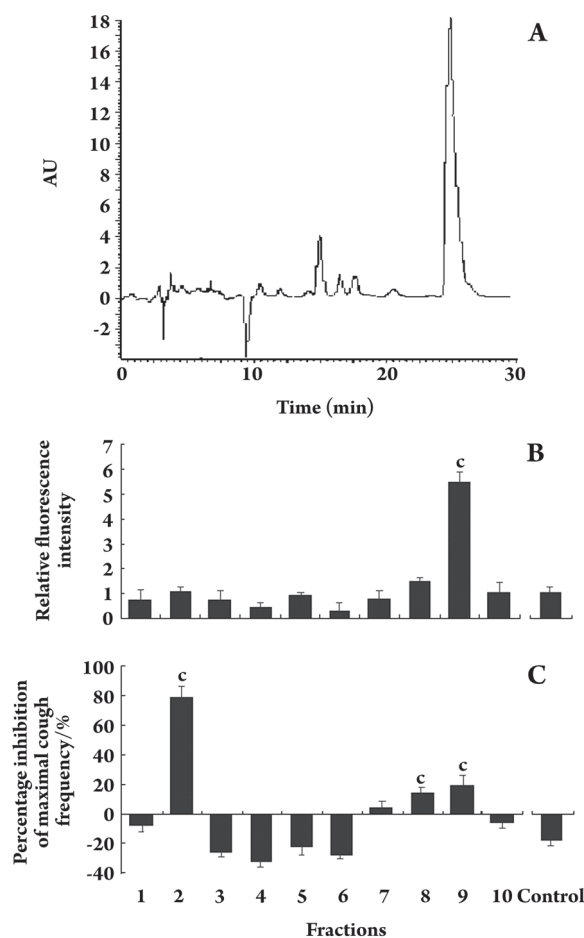 A
18
16
14
12
10
8
6
4
2
0
-2
AU
0 10 20 30
Time (min)
B
7
6
5
4
3
2
1
0
Relative fluorescence
intensity
c
C
100
80
60
40
20
0
-20
-40
Percentage inhibition
of maximal cough
frequency/%
c c c
1 2 3 4 5 6 7 8 9 10 Control
Fractions